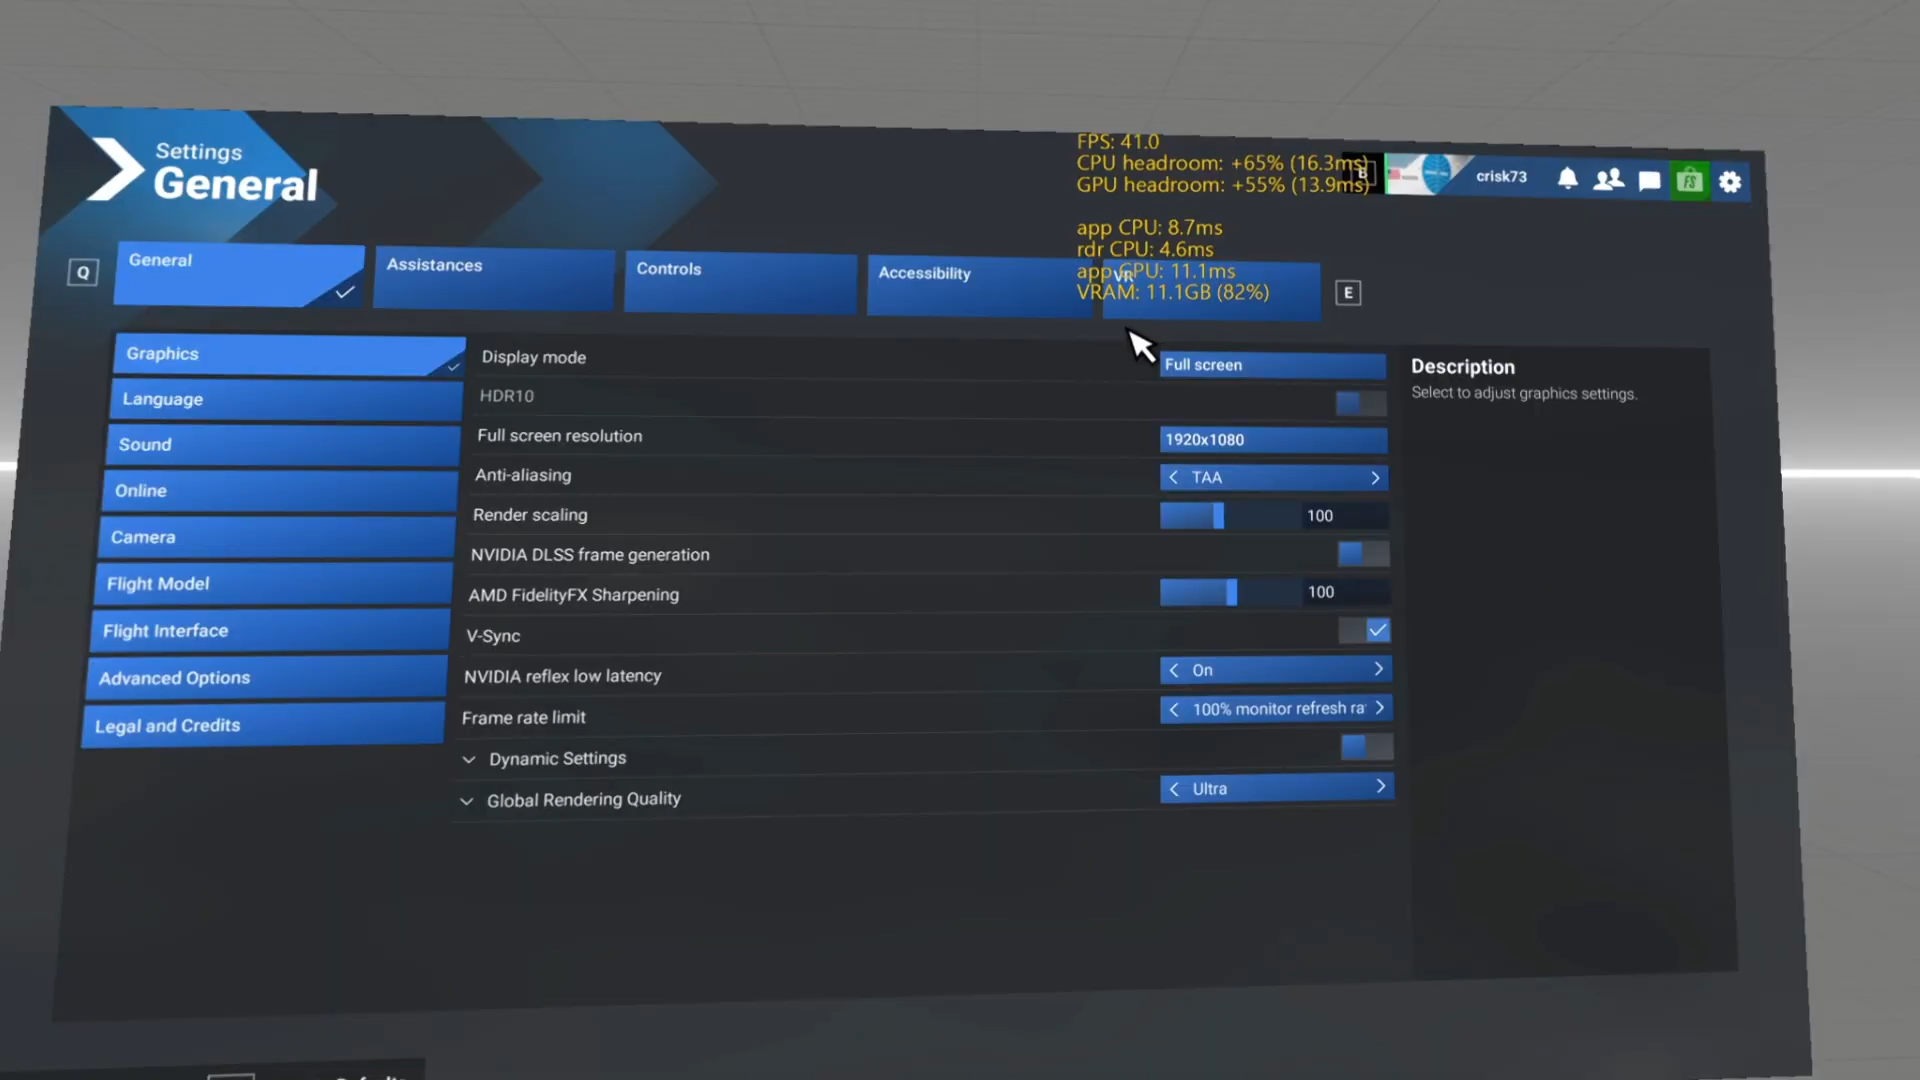 Settings
General
FPS: 41.0
CPU headroom: +65% (16.3ms)
GPU headroom: +55% (13.9ms)
app CPU: 8.7ms
rdr CPU: 4.6ms
app GPU: 11.1ms
VRAM: 11.1GB (82%)
crisk73
FS
Q
General
Assistances
Controls
Accessibility
VR
E
Graphics
Language
Sound
Online
Camera
Flight Model
Flight Interface
Advanced Options
Legal and Credits
Display mode
Full screen
HDR10
Full screen resolution
1920x1080
Anti-aliasing
TAA
Render scaling
100
NVIDIA DLSS frame generation
AMD FidelityFX Sharpening
100
V-Sync
NVIDIA reflex low latency
On
Frame rate limit
100% monitor refresh ra
Dynamic Settings
Global Rendering Quality
Ultra
Description
Select to adjust graphics settings.